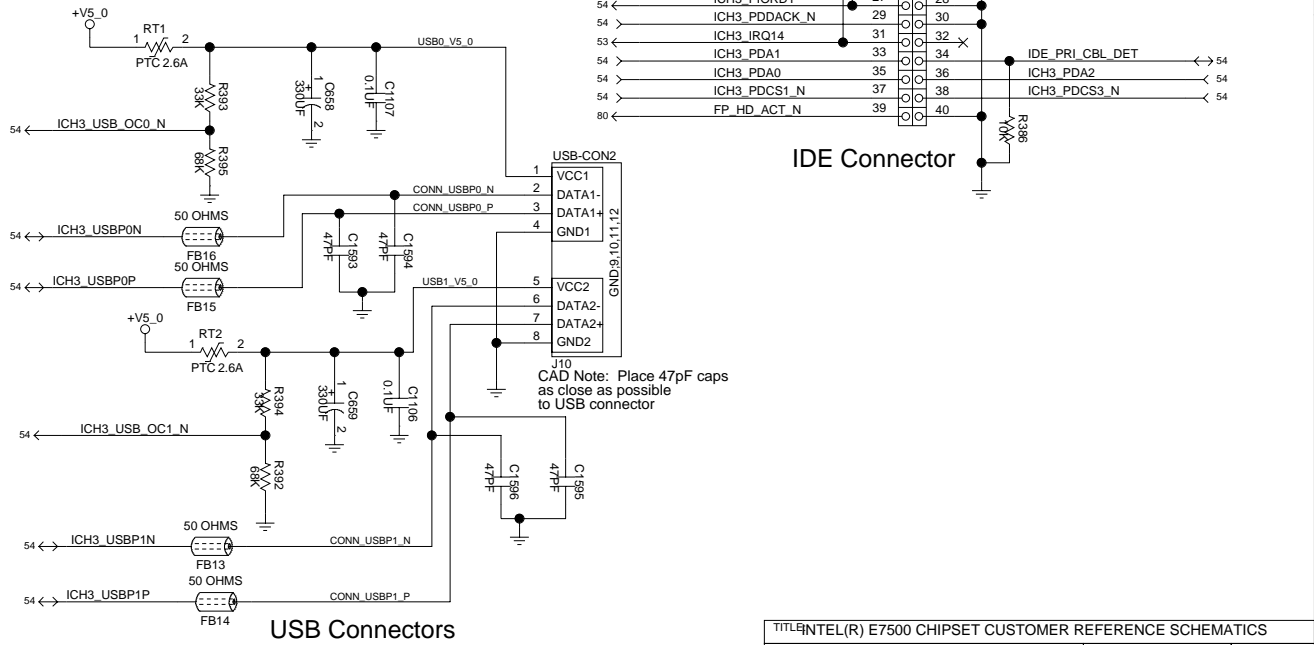 +V5_0
RT1
1 2
PTC 2.6A
R393
33K
C658
330UF
1
+
2
C1107
0.1UF
USB0_V5_0
54 ICH3_USB_OC0_N
R395
68K
50 OHMS
54 ICH3_USBP0N
FB16
50 OHMS
54 ICH3_USBP0P
FB15
CONN_USBP0_N
CONN_USBP0_P
C1593
47PF
C1594
47PF
USB1_V5_0
USB-CON2
1 VCC1
2 DATA1-
3 DATA1+
4 GND1
5 VCC2
6 DATA2-
7 DATA2+
8 GND2
GND;9,10,11,12
J10
CAD Note: Place 47pF caps
as close as possible
to USB connector
+V5_0
RT2
1 2
PTC 2.6A
R394
33K
C659
330UF
1
+
2
C1106
0.1UF
54 ICH3_USB_OC1_N
R392
68K
C1596
47PF
C1595
47PF
50 OHMS
54 ICH3_USBP1N
FB13
CONN_USBP1_N
50 OHMS
54 ICH3_USBP1P
FB14
CONN_USBP1_P
USB Connectors
54
54 ICH3_PDDACK_N 29 30
53 ICH3_IRQ14 31 32
54 ICH3_PDA1 33 34 IDE_PRI_CBL_DET 54
54 ICH3_PDA0 35 36 ICH3_PDA2 54
54 ICH3_PDCS1_N 37 38 ICH3_PDCS3_N 54
80 FP_HD_ACT_N 39 40
R386
10K
IDE Connector
TITLE INTEL(R) E7500 CHIPSET CUSTOMER REFERENCE SCHEMATICS